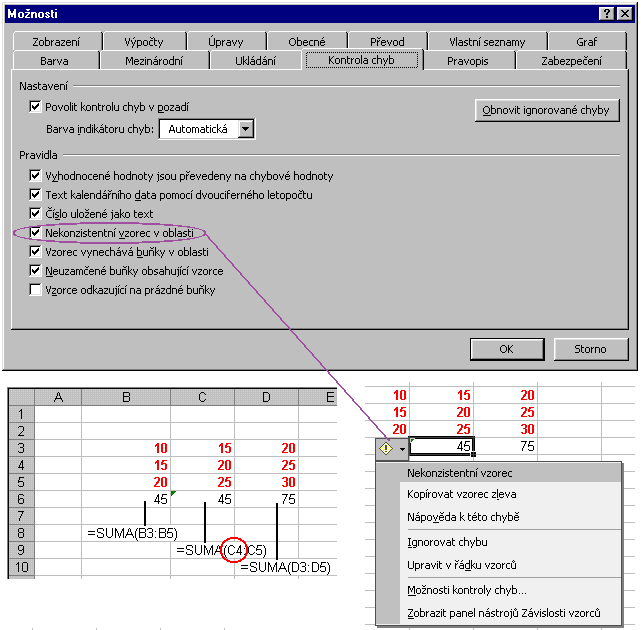 Možnosti
Zobrazení Výpočty Úpravy Obecné Převod Vlastní seznamy Graf
Barva Mezinárodní Ukládání Kontrola chyb Pravopis Zabezpečení
Nastavení
Povolit kontrolu chyb v pozadí
Obnovit ignorované chyby
Barva indikátoru chyb: Automatická
Pravidla
Vyhodnocené hodnoty jsou převedeny na chybové hodnoty
Text kalendářního data pomocí dvouciferného letopočtu
Číslo uložené jako text
Nekonzistentní vzorec v oblasti
Vzorec vynechává buňky v oblasti
Neuzamčené buňky obsahující vzorce
Vzorce odkazující na prázdné buňky
OK Storno
A B C D E
1
2
3 10 15 20
4 15 20 25
5 20 25 30
6 45 45 75
7
8 =SUMA(B3:B5)
9 =SUMA(C4:C5)
10 =SUMA(D3:D5)
10 15 20
15 20 25
20 25 30
45 75
Nekonzistentní vzorec
Kopírovat vzorec zleva
Nápověda k této chybě
Ignorovat chybu
Upravit v řádku vzorců
Možnosti kontroly chyb...
Zobrazit panel nástrojů Závislosti vzorců